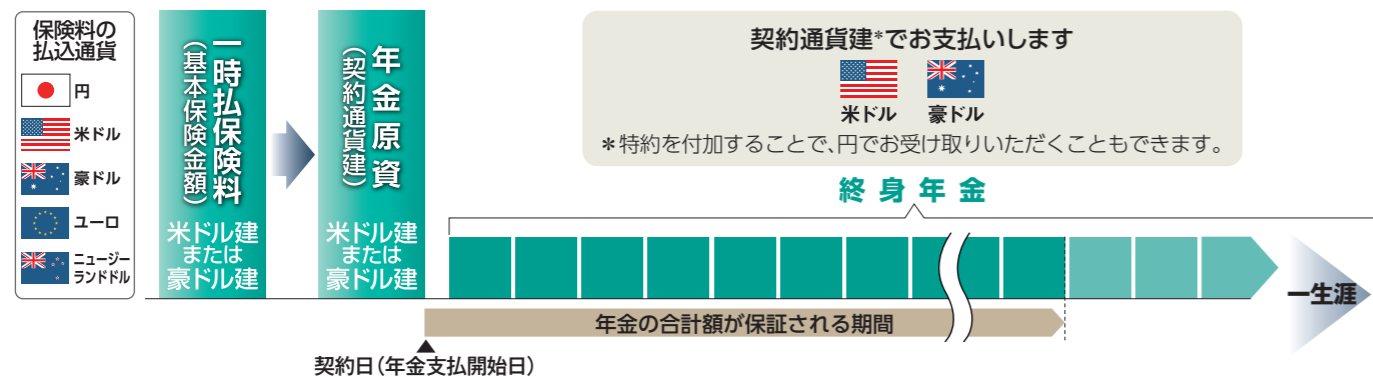 保険料の
払込通貨
円
米ドル
豪ドル
ユーロ
ニュージー
ランドドル
一時払保険料
(基本保険金額)
米ドル建
または
豪ドル建
年金原資
(契約通貨建)
米ドル建
または
豪ドル建
契約通貨建*でお支払いします
米ドル 豪ドル
*特約を付加することで、円でお受け取りいただくこともできます。
終身年金
一生涯
年金の合計額が保証される期間
契約日(年金支払開始日)